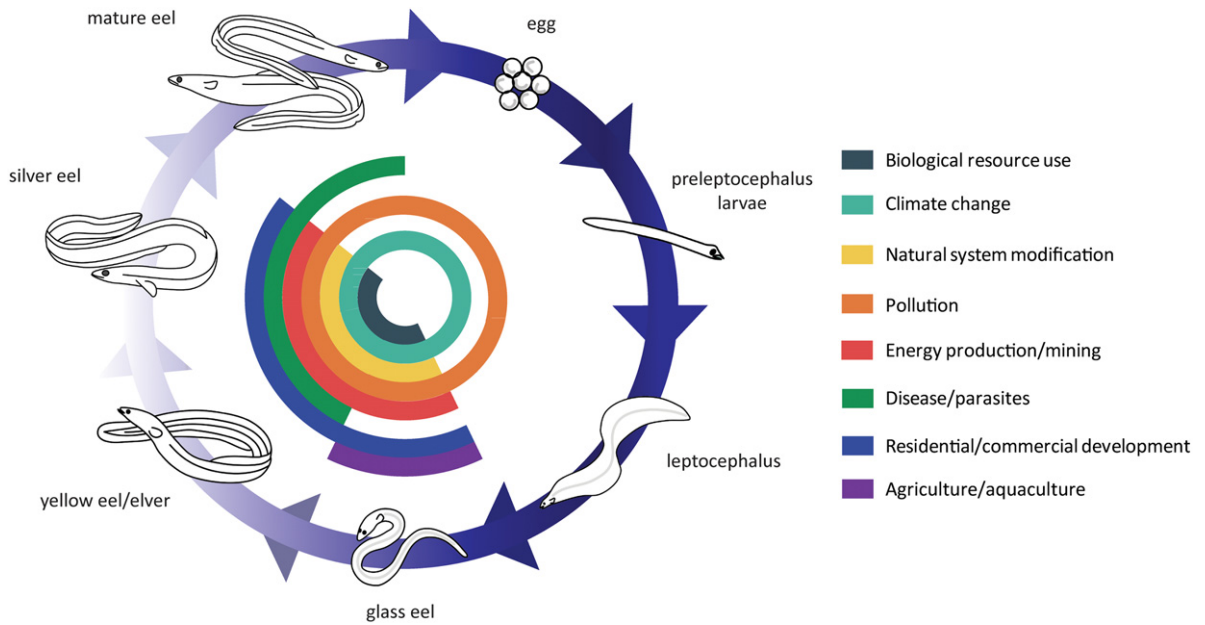 mature eel
egg
silver eel
preleptocephalus
larvae
yellow eel/elver
leptocephalus
glass eel
Biological resource use
Climate change
Natural system modification
Pollution
Energy production/mining
Disease/parasites
Residential/commercial development
Agriculture/aquaculture